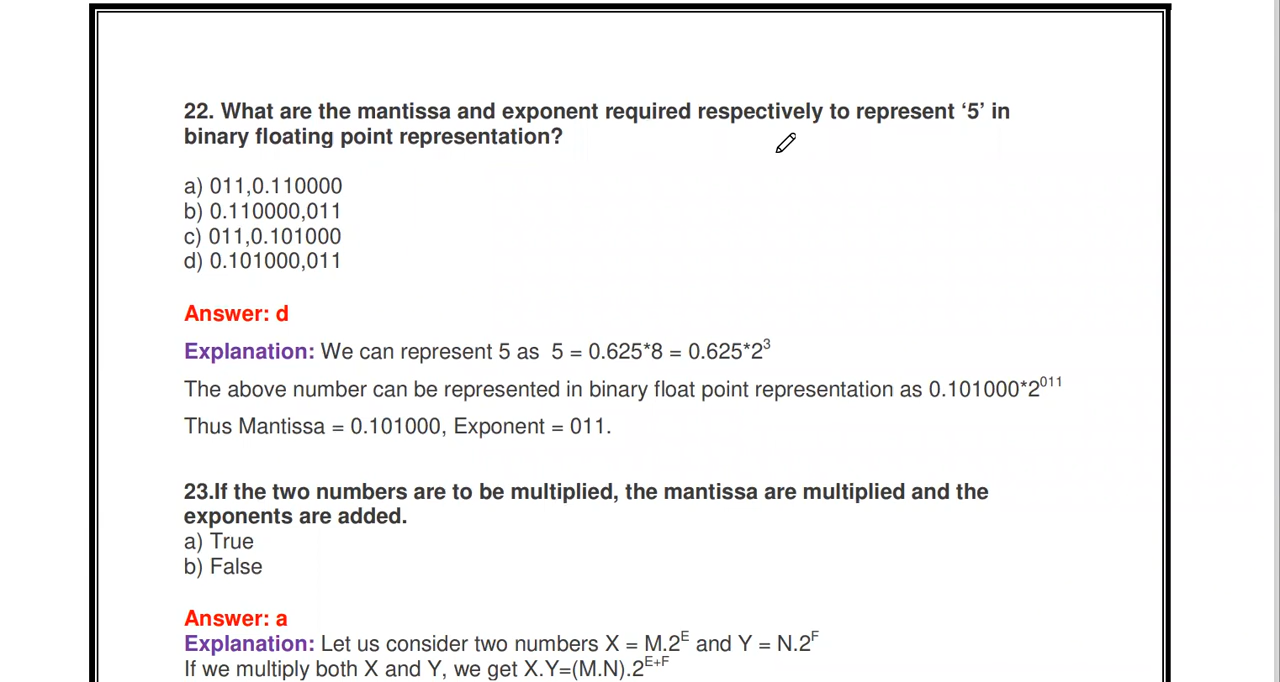 22. What are the mantissa and exponent required respectively to represent ‘5’ in
binary floating point representation?
a) 011,0.110000
b) 0.110000,011
c) 011,0.101000
d) 0.101000,011
Answer: d
Explanation: We can represent 5 as 5 = 0.625*8 = 0.625*2³
The above number can be represented in binary float point representation as 0.101000*2⁰¹¹
Thus Mantissa = 0.101000, Exponent = 011.
23.If the two numbers are to be multiplied, the mantissa are multiplied and the
exponents are added.
a) True
b) False
Answer: a
Explanation: Let us consider two numbers X = M.2ᴱ and Y = N.2ꟳ
If we multiply both X and Y, we get X.Y=(M.N).2ᴱ⁺ꟳ